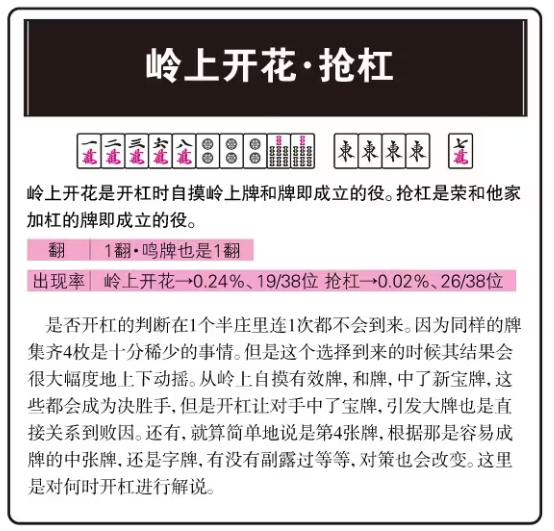 岭上开花·抢杠
一萬 二萬 三萬 六萬 八萬 東 東 東 東 七萬
岭上开花是开杠时自摸岭上牌和牌即成立的役。抢杠是荣和他家
加杠的牌即成立的役。
翻 1翻·鸣牌也是1翻
出现率 岭上开花→0.24%、19/38位 抢杠→0.02%、26/38位
是否开杠的判断在1个半庄里连1次都不会到来。因为同样的牌
集齐4枚是十分稀少的事情。但是这个选择到来的时候其结果会
很大幅度地上下动摇。从岭上自摸有效牌,和牌,中了新宝牌,这
些都会成为决胜手,但是开杠让对手中了宝牌,引发大牌也是直
接关系到败因。还有,就算简单地说是第4张牌,根据那是容易成
牌的中张牌,还是字牌,有没有副露过等等,对策也会改变。这里
是对何时开杠进行解说。